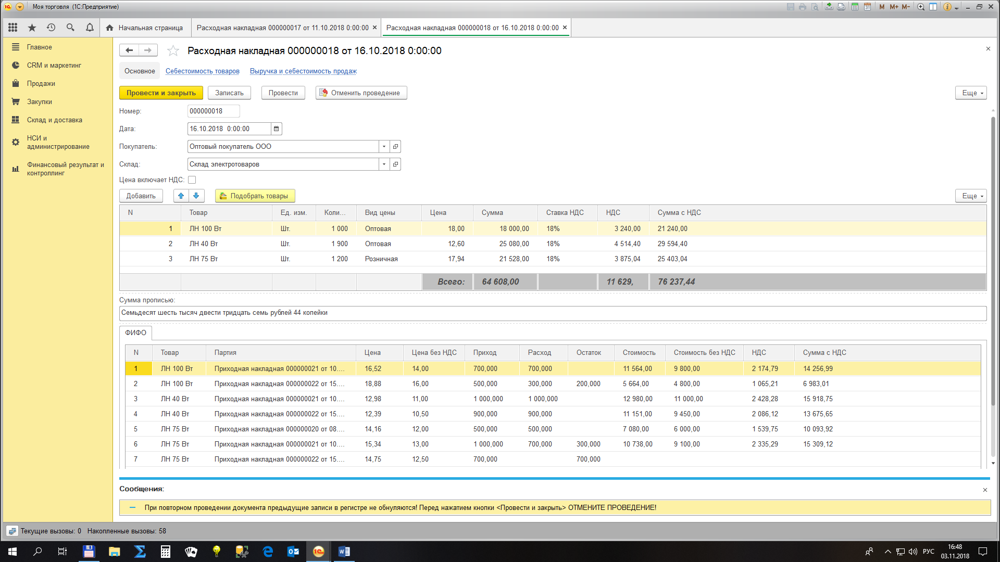 Моя торговля (1С:Предприятие)
M M+ M-
Начальная страница
Расходная накладная 000000017 от 11.10.2018 0:00:00
Расходная накладная 000000018 от 16.10.2018 0:00:00
Главное
CRM и маркетинг
Продажи
Закупки
Склад и доставка
НСИ и
администрирование
Финансовый результат и
контроллинг
Расходная накладная 000000018 от 16.10.2018 0:00:00
Основное Себестоимость товаров Выручка и себестоимость продаж
Провести и закрыть Записать Провести Отменить проведение Еще
Номер: 000000018
Дата: 16.10.2018 0:00:00
Покупатель: Оптовый покупатель ООО
Склад: Склад электротоваров
Цена включает НДС:
Добавить Подобрать товары Еще
N Товар Ед. изм. Коли... Вид цены Цена Сумма Ставка НДС НДС Сумма с НДС
1 ЛН 100 Вт Шт. 1 000 Оптовая 18,00 18 000,00 18% 3 240,00 21 240,00
2 ЛН 40 Вт Шт. 1 900 Оптовая 12,60 25 080,00 18% 4 514,40 29 594,40
3 ЛН 75 Вт Шт. 1 200 Розничная 17,94 21 528,00 18% 3 875,04 25 403,04
Всего: 64 608,00 11 629, 76 237,44
Сумма прописью:
Семьдесят шесть тысяч двести тридцать семь рублей 44 копейки
ФИФО
N Товар Партия Цена Цена без НДС Приход Расход Остаток Стоимость Стоимость без НДС НДС Сумма с НДС
1 ЛН 100 Вт Приходная накладная 000000021 от 10.... 16,52 14,00 700,000 700,000 11 564,00 9 800,00 2 174,79 14 256,99
2 ЛН 100 Вт Приходная накладная 000000022 от 15.... 18,88 16,00 500,000 300,000 200,000 5 664,00 4 800,00 1 065,21 6 983,01
3 ЛН 40 Вт Приходная накладная 000000021 от 10.... 12,98 11,00 1 000,000 1 000,000 12 980,00 11 000,00 2 428,28 15 918,75
4 ЛН 40 Вт Приходная накладная 000000022 от 15.... 12,39 10,50 900,000 900,000 11 151,00 9 450,00 2 086,12 13 675,65
5 ЛН 75 Вт Приходная накладная 000000020 от 08.... 14,16 12,00 500,000 500,000 7 080,00 6 000,00 1 539,75 10 093,92
6 ЛН 75 Вт Приходная накладная 000000021 от 10.... 15,34 13,00 1 000,000 700,000 300,000 10 738,00 9 100,00 2 335,29 15 309,12
7 ЛН 75 Вт Приходная накладная 000000022 от 15.... 14,75 12,50 700,000 700,000
Сообщения:
При повторном проведении документа предыдущие записи в регистре не обнуляются! Перед нажатием кнопки <Провести и закрыть> ОТМЕНИТЕ ПРОВЕДЕНИЕ!
Текущие вызовы: 0 Накопленные вызовы: 58
РУС
16:48
03.11.2018